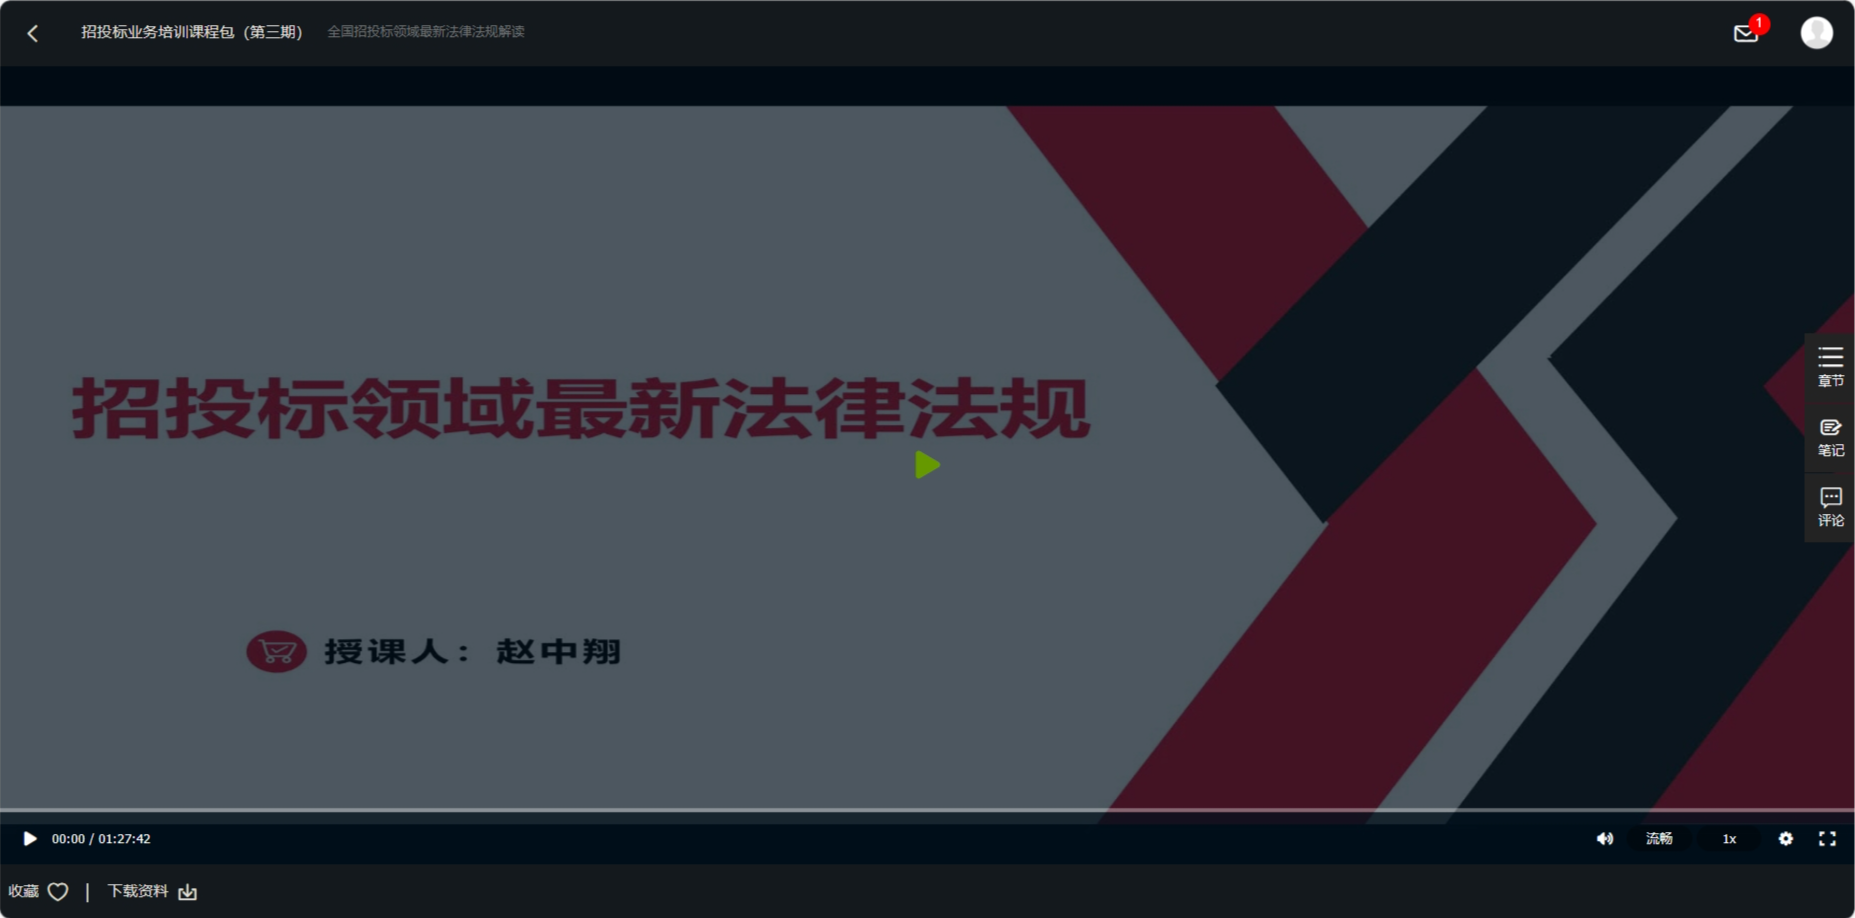 招投标业务培训课程包（第三期） 全国招投标领域最新法律法规解读
1
招投标领域最新法律法规
章节
笔记
评论
授课人：赵中翔
00:00 / 01:27:42 流畅 1x
收藏 | 下载资料